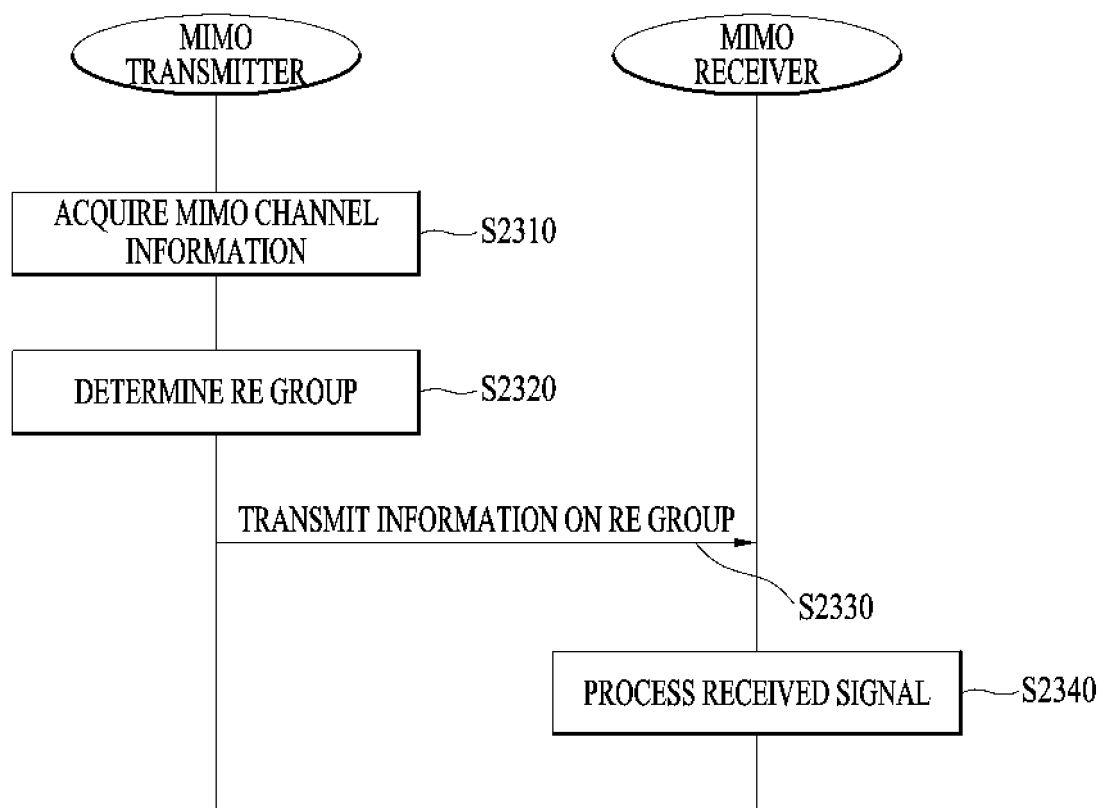 MIMO
TRANSMITTER
MIMO
RECEIVER
ACQUIRE MIMO CHANNEL
INFORMATION
S2310
DETERMINE RE GROUP
S2320
TRANSMIT INFORMATION ON RE GROUP
S2330
PROCESS RECEIVED SIGNAL
S2340